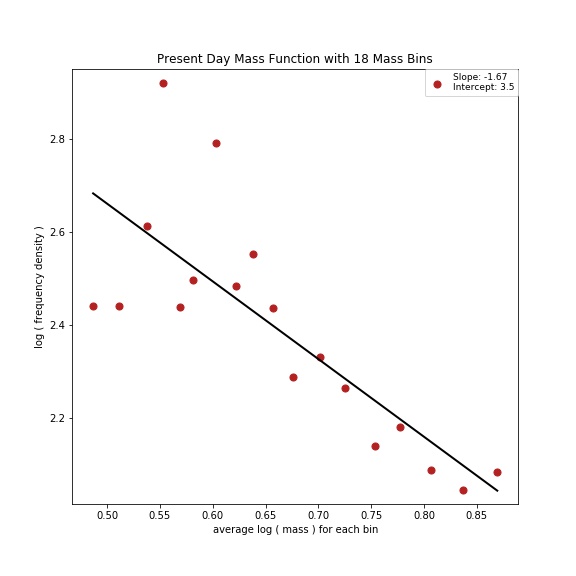 Present Day Mass Function with 18 Mass Bins
Slope: -1.67
Intercept: 3.5
log ( frequency density )
2.8
2.6
2.4
2.2
0.50 0.55 0.60 0.65 0.70 0.75 0.80 0.85
average log ( mass ) for each bin